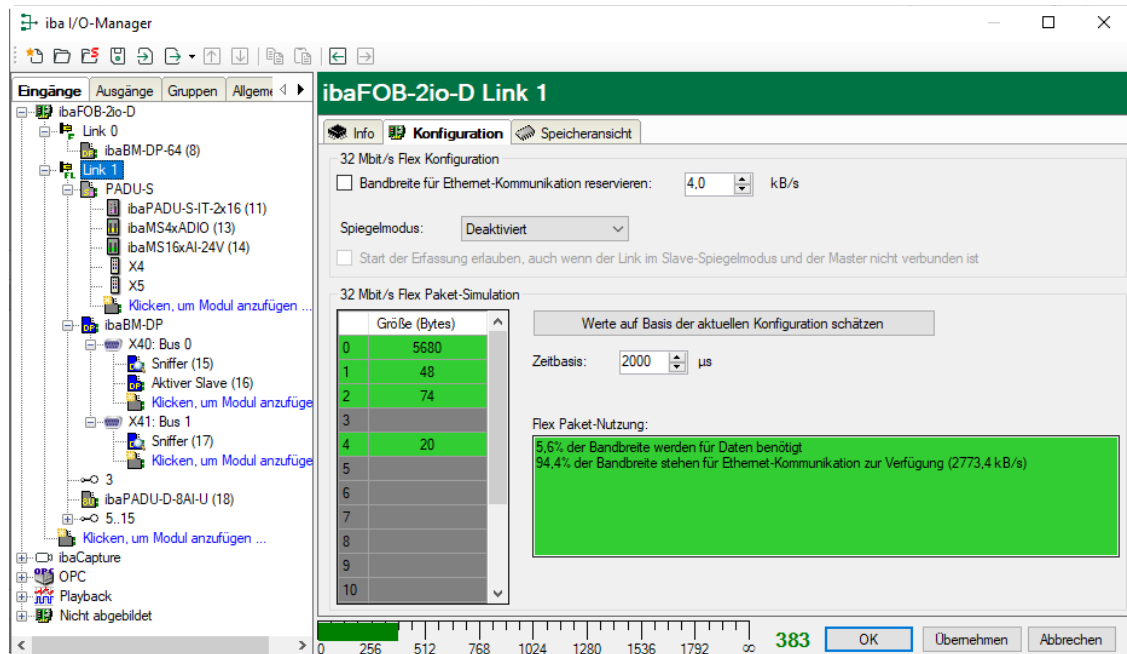 iba I/O-Manager
Eingänge Ausgänge Gruppen Allgeme
ibaFOB-2io-D
Link 0
ibaBM-DP-64 (8)
Link 1
PADU-S
ibaPADU-S-IT-2x16 (11)
ibaMS4xADIO (13)
ibaMS16xAI-24V (14)
X4
X5
Klicken, um Modul anzufügen ...
ibaBM-DP
X40: Bus 0
Sniffer (15)
Aktiver Slave (16)
Klicken, um Modul anzufüge
X41: Bus 1
Sniffer (17)
Klicken, um Modul anzufüge
3
ibaPADU-D-8AI-U (18)
5..15
Klicken, um Modul anzufügen ...
ibaCapture
OPC
Playback
Nicht abgebildet
ibaFOB-2io-D Link 1
Info Konfiguration Speicheransicht
32 Mbit/s Flex Konfiguration
Bandbreite für Ethernet-Kommunikation reservieren: 4,0 kB/s
Spiegelmodus: Deaktiviert
Start der Erfassung erlauben, auch wenn der Link im Slave-Spiegelmodus und der Master nicht verbunden ist
32 Mbit/s Flex Paket-Simulation
Größe (Bytes)
0 5680
1 48
2 74
3
4 20
5
6
7
8
9
10
Werte auf Basis der aktuellen Konfiguration schätzen
Zeitbasis: 2000 µs
Flex Paket-Nutzung:
5,6% der Bandbreite werden für Daten benötigt
94,4% der Bandbreite stehen für Ethernet-Kommunikation zur Verfügung (2773,4 kB/s)
0 256 512 768 1024 1280 1536 1792 ∞
383
OK Übernehmen Abbrechen